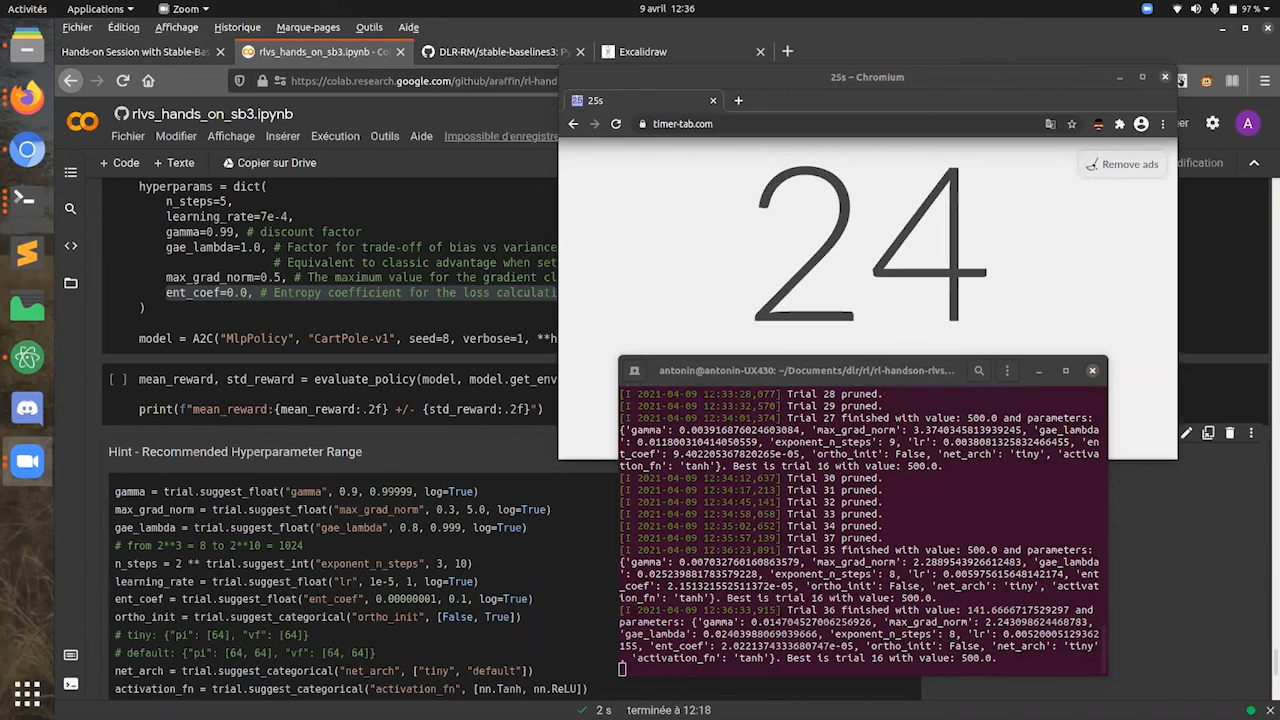 Activités
Applications
Zoom
9 avril 12:36
97 %
Fichier Édition Affichage Historique Marque-pages Outils Aide
Hands-on Session with Stable-Bas
rlvs_hands_on_sb3.ipynb - Co
DLR-RM/stable-baselines3: Py
Excalidraw
https://colab.research.google.com/github/araffin/rl-han
rlvs_hands_on_sb3.ipynb
Fichier Modifier Affichage Insérer Exécution Outils Aide Impossible d'enregistrer
A
+ Code + Texte Copier sur Drive
dification
hyperparams = dict(
n_steps=5,
learning_rate=7e-4,
gamma=0.99, # discount factor
gae_lambda=1.0, # Factor for trade-off of bias vs variance
# Equivalent to classic advantage when set
max_grad_norm=0.5, # The maximum value for the gradient cl
ent_coef=0.0, # Entropy coefficient for the loss calculati
)
model = A2C("MlpPolicy", "CartPole-v1", seed=8, verbose=1, **h
[ ] mean_reward, std_reward = evaluate_policy(model, model.get_env
print(f"mean_reward:{mean_reward:.2f} +/- {std_reward:.2f}")
Hint - Recommended Hyperparameter Range
gamma = trial.suggest_float("gamma", 0.9, 0.99999, log=True)
max_grad_norm = trial.suggest_float("max_grad_norm", 0.3, 5.0, log=True)
gae_lambda = trial.suggest_float("gae_lambda", 0.8, 0.999, log=True)
# from 2**3 = 8 to 2**10 = 1024
n_steps = 2 ** trial.suggest_int("exponent_n_steps", 3, 10)
learning_rate = trial.suggest_float("lr", 1e-5, 1, log=True)
ent_coef = trial.suggest_float("ent_coef", 0.00000001, 0.1, log=True)
ortho_init = trial.suggest_categorical("ortho_init", [False, True])
# tiny: {"pi": [64], "vf": [64]}
# default: {"pi": [64, 64], "vf": [64, 64]}
net_arch = trial.suggest_categorical("net_arch", ["tiny", "default"])
activation_fn = trial.suggest_categorical("activation_fn", [nn.Tanh, nn.ReLU])
2 s terminée à 12:18
25s – Chromium
25s
timer-tab.com
Remove ads
24
antonin@antonin-UX430: ~/Documents/dlr/rl/rl-handson-rlvs...
[I 2021-04-09 12:33:28,077] Trial 28 pruned.
[I 2021-04-09 12:33:32,570] Trial 29 pruned.
[I 2021-04-09 12:34:01,374] Trial 27 finished with value: 500.0 and parameters:
{'gamma': 0.003916876024603084, 'max_grad_norm': 3.3740345813939245, 'gae_lambda
': 0.011800310414050559, 'exponent_n_steps': 9, 'lr': 0.0038081325832466455, 'en
t_coef': 9.402205367820265e-05, 'ortho_init': False, 'net_arch': 'tiny', 'activa
tion_fn': 'tanh'}. Best is trial 16 with value: 500.0.
[I 2021-04-09 12:34:12,637] Trial 30 pruned.
[I 2021-04-09 12:34:17,213] Trial 31 pruned.
[I 2021-04-09 12:34:45,141] Trial 32 pruned.
[I 2021-04-09 12:34:58,058] Trial 33 pruned.
[I 2021-04-09 12:35:02,652] Trial 34 pruned.
[I 2021-04-09 12:35:57,139] Trial 37 pruned.
[I 2021-04-09 12:36:23,891] Trial 35 finished with value: 500.0 and parameters:
{'gamma': 0.007032760160863579, 'max_grad_norm': 2.2889543926612483, 'gae_lambda
': 0.025239881783579228, 'exponent_n_steps': 8, 'lr': 0.005975615648142174, 'ent
_coef': 2.151321552511372e-05, 'ortho_init': False, 'net_arch': 'tiny', 'activat
ion_fn': 'tanh'}. Best is trial 16 with value: 500.0.
[I 2021-04-09 12:36:33,915] Trial 36 finished with value: 141.6666717529297 and
parameters: {'gamma': 0.014704527006256926, 'max_grad_norm': 2.243098624468783,
'gae_lambda': 0.02403988069039666, 'exponent_n_steps': 8, 'lr': 0.00520005129362
155, 'ent_coef': 2.0221374333680747e-05, 'ortho_init': False, 'net_arch': 'tiny'
, 'activation_fn': 'tanh'}. Best is trial 16 with value: 500.0.